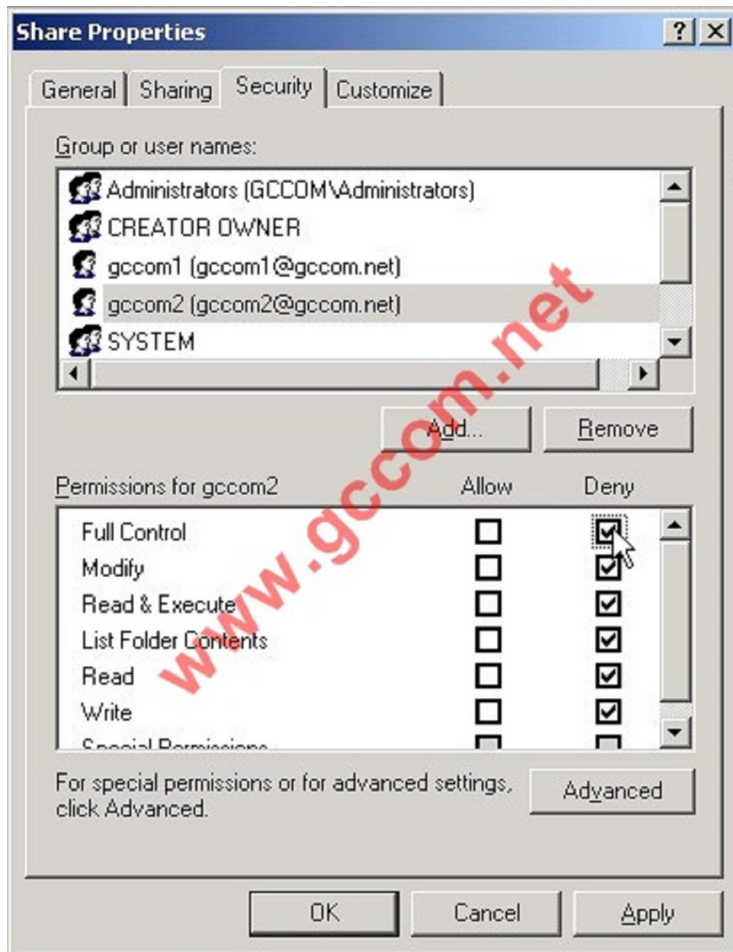 Share Properties
General Sharing Security Customize
Group or user names:
Administrators (GCCOM\Administrators)
CREATOR OWNER
gccom1 (gccom1@gccom.net)
gccom2 (gccom2@gccom.net)
SYSTEM
Add... Remove
Permissions for gccom2 Allow Deny
Full Control
Modify
Read & Execute
List Folder Contents
Read
Write
Special Permissions
For special permissions or for advanced settings,
click Advanced.
Advanced
OK Cancel Apply
www.gccom.net